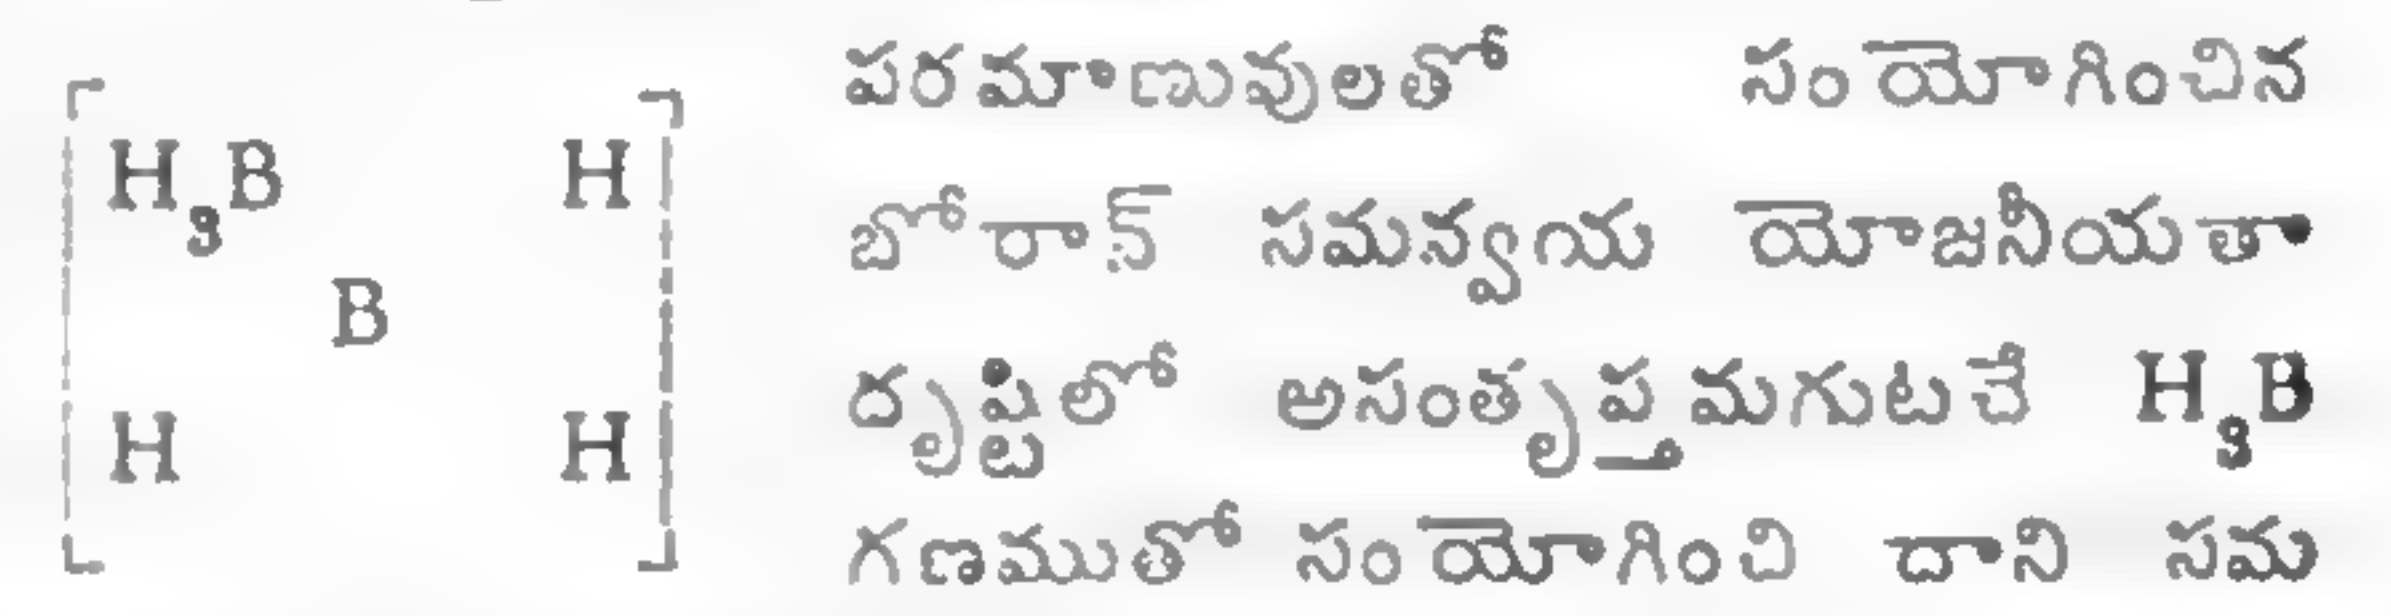 H₃B H
B
H H
పరమాణువులతో సంయోగించిన
బోరాన్ సమన్వయ యోజనీయతా
దృష్టిలో అసంతృప్తమగుటచే H₃B
గణముతో సంయోగించి దాని సమ